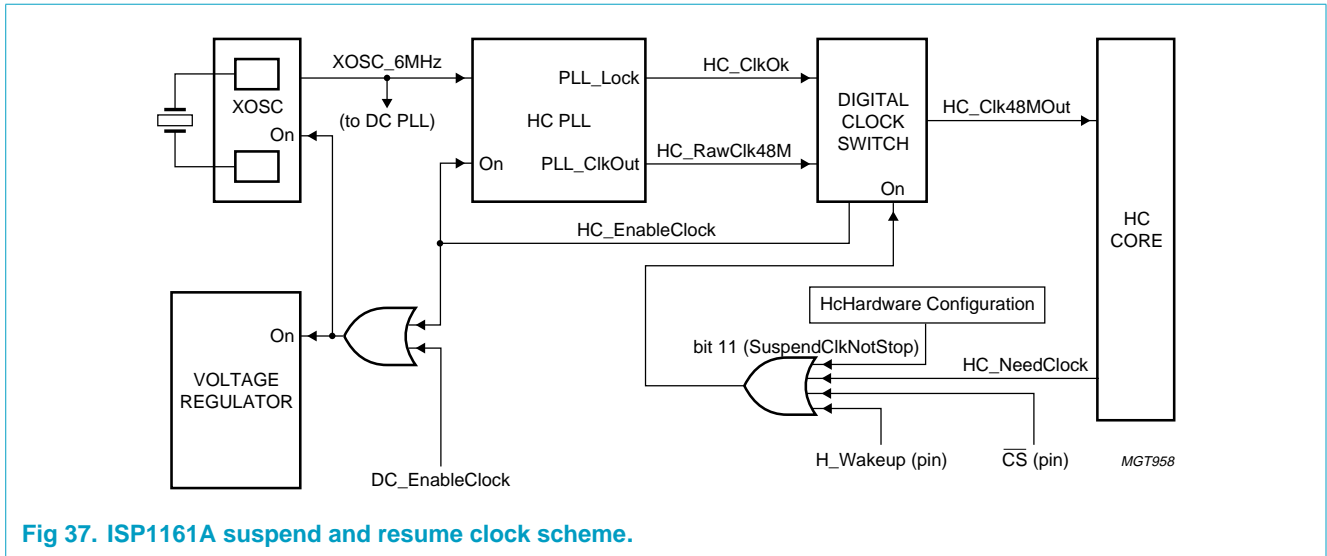 XOSC_6MHz
XOSC
On
(to DC PLL)
PLL_Lock
HC PLL
On
PLL_ClkOut
HC_ClkOk
HC_RawClk48M
DIGITAL
CLOCK
SWITCH
On
HC_Clk48MOut
HC
CORE
HC_EnableClock
HcHardware Configuration
On
VOLTAGE
REGULATOR
bit 11 (SuspendClkNotStop)
HC_NeedClock
DC_EnableClock
H_Wakeup (pin)
C̅S̅ (pin)
MGT958
Fig 37. ISP1161A suspend and resume clock scheme.